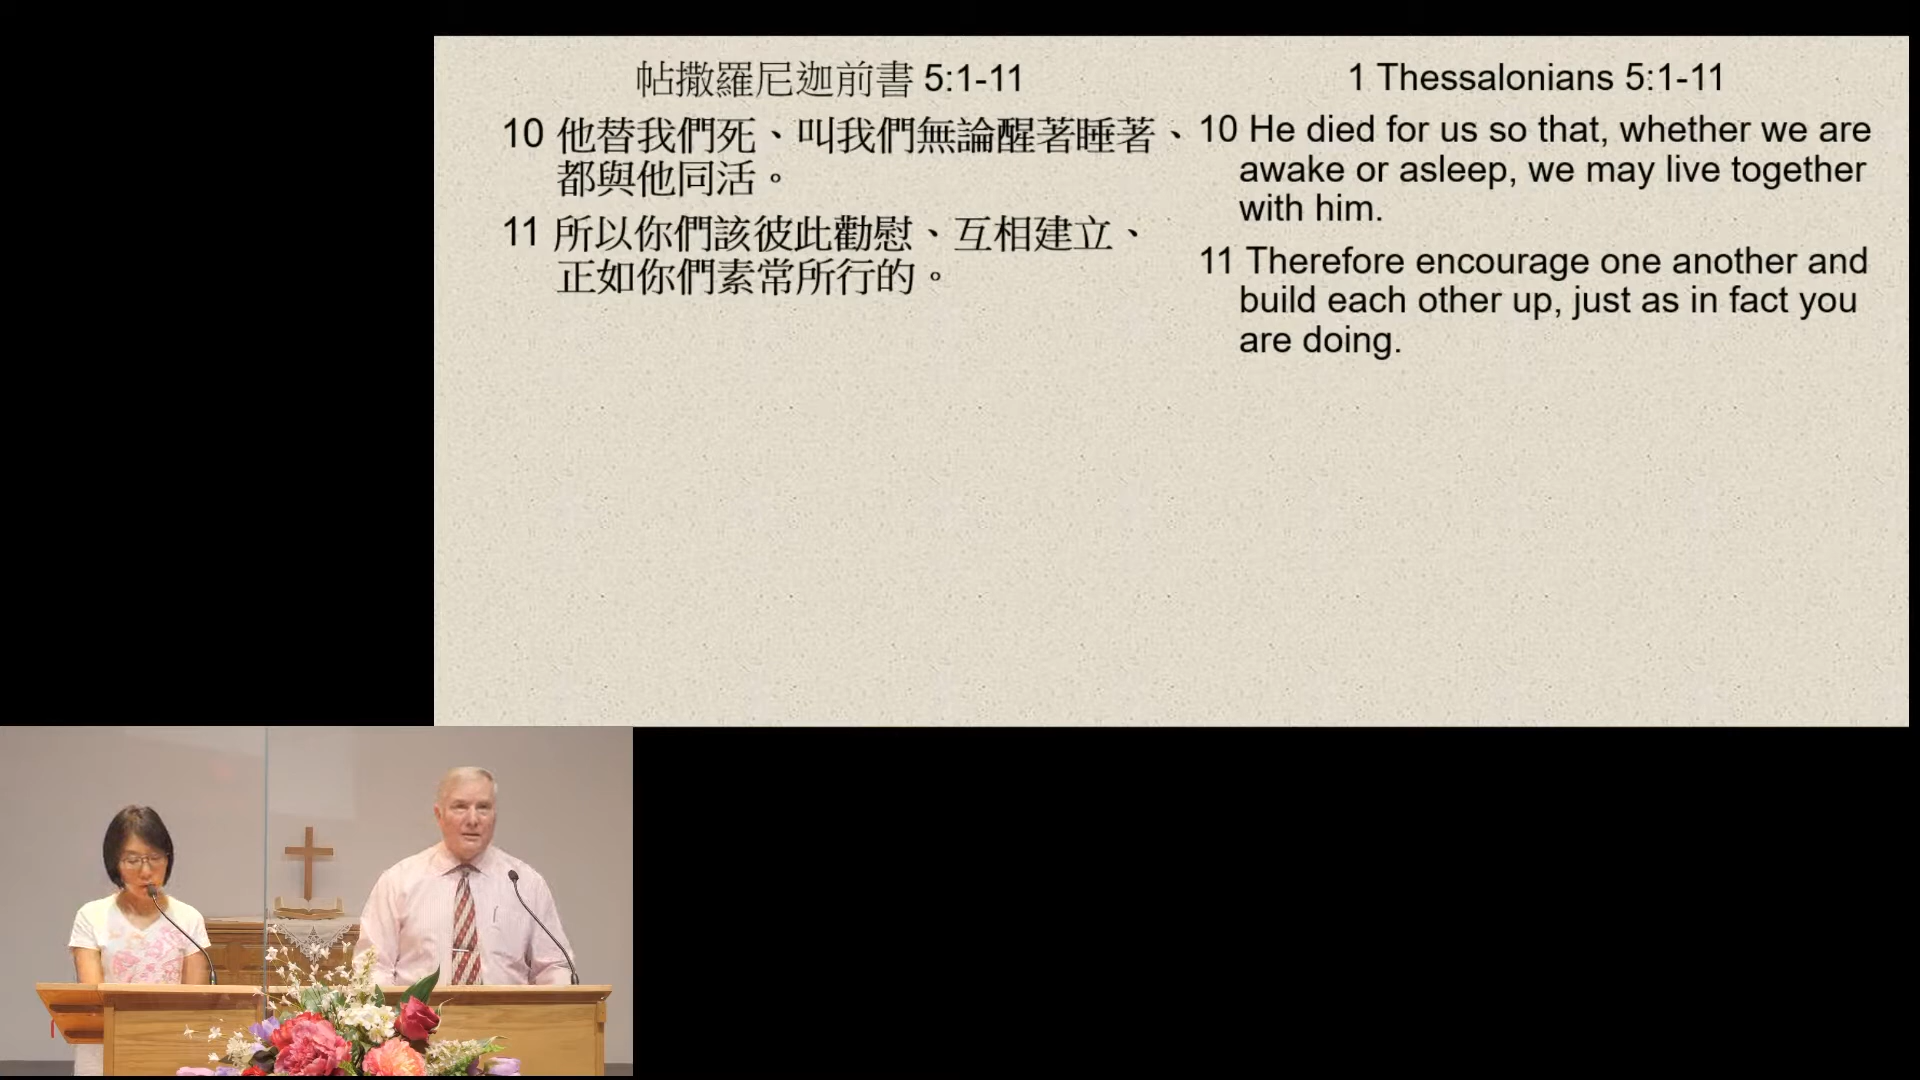 帖撒羅尼迦前書 5:1-11
10 他替我們死、叫我們無論醒著睡著、
都與他同活。
11 所以你們該彼此勸慰、互相建立、
正如你們素常所行的。
1 Thessalonians 5:1-11
10 He died for us so that, whether we are
awake or asleep, we may live together
with him.
11 Therefore encourage one another and
build each other up, just as in fact you
are doing.